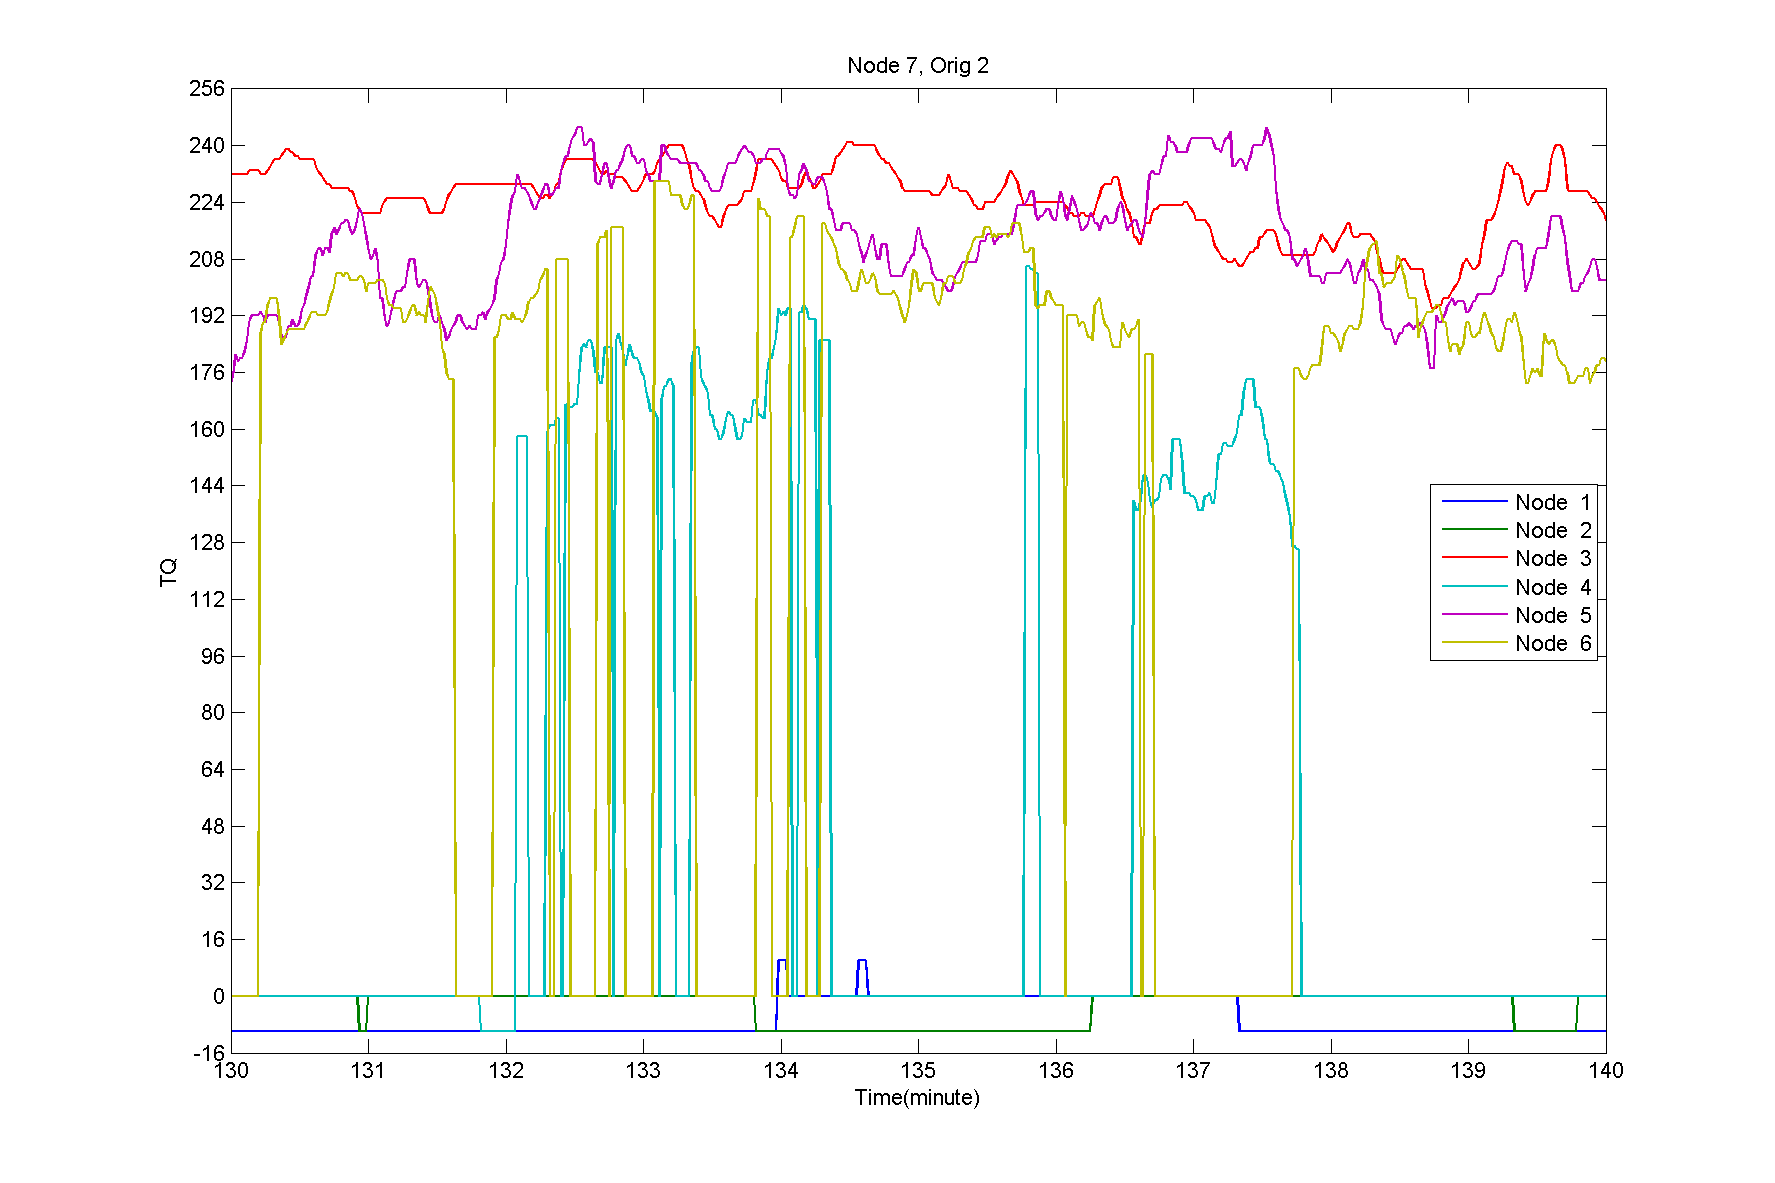 Node 7, Orig 2
256
240
224
208
192
176
160
144
128
112
96
80
64
48
32
16
0
-16
TQ
130 131 132 133 134 135 136 137 138 139 140
Time(minute)
Node 1
Node 2
Node 3
Node 4
Node 5
Node 6